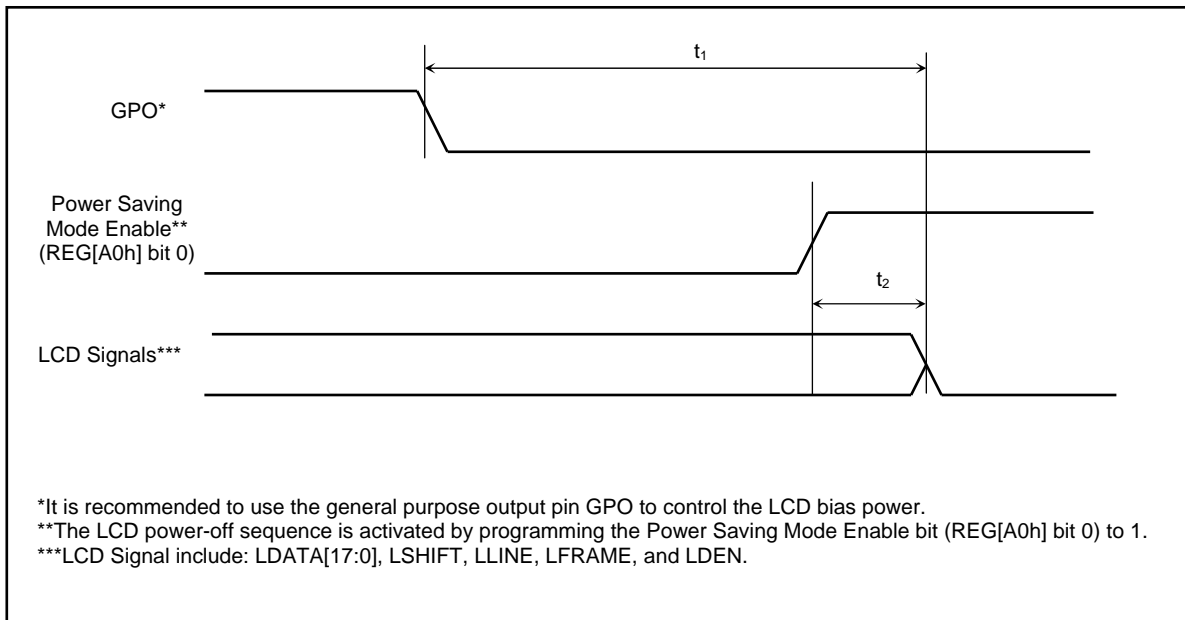 t₁
GPO*
Power Saving
Mode Enable**
(REG[A0h] bit 0)
t₂
LCD Signals***
*It is recommended to use the general purpose output pin GPO to control the LCD bias power.
**The LCD power-off sequence is activated by programming the Power Saving Mode Enable bit (REG[A0h] bit 0) to 1.
***LCD Signal include: LDATA[17:0], LSHIFT, LLINE, LFRAME, and LDEN.